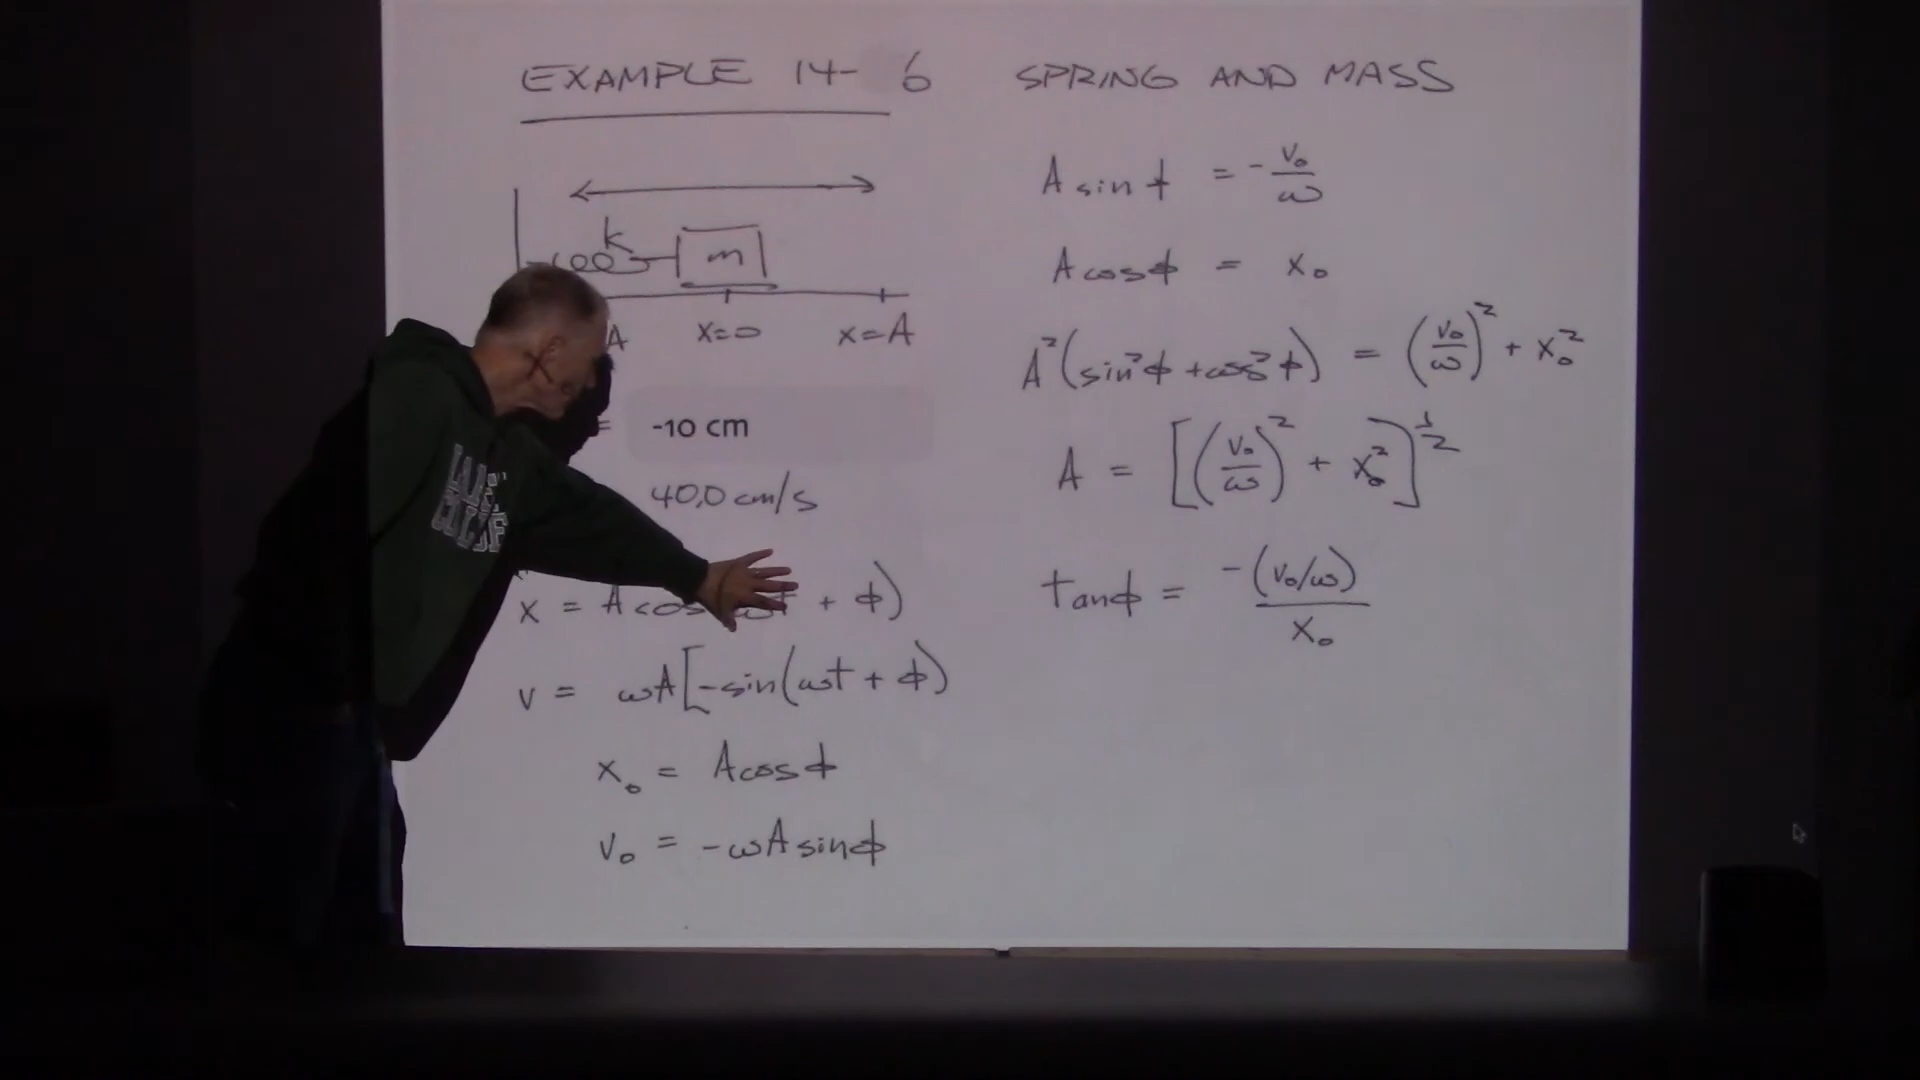 EXAMPLE 14-6 SPRING AND MASS
k
m
A x=0 x=A
= -10 cm
40.0 cm/s
x = A cos(ωt + ϕ)
v = ωA[-sin(ωt + ϕ)
x₀ = A cos ϕ
v₀ = -ωA sin ϕ
A sin ϕ = - v₀/ω
A cos ϕ = x₀
A²(sin²ϕ + cos²ϕ) = (v₀/ω)² + x₀²
A = [(v₀/ω)² + x₀²]^½
tan ϕ = -(v₀/ω)/x₀